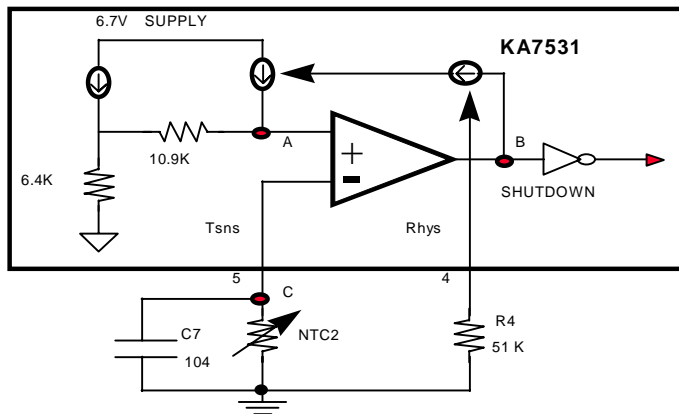 6.7V SUPPLY
KA7531
A
B
10.9K
6.4K
SHUTDOWN
Tsns
Rhys
5
4
C
C7
104
NTC2
R4
51 K